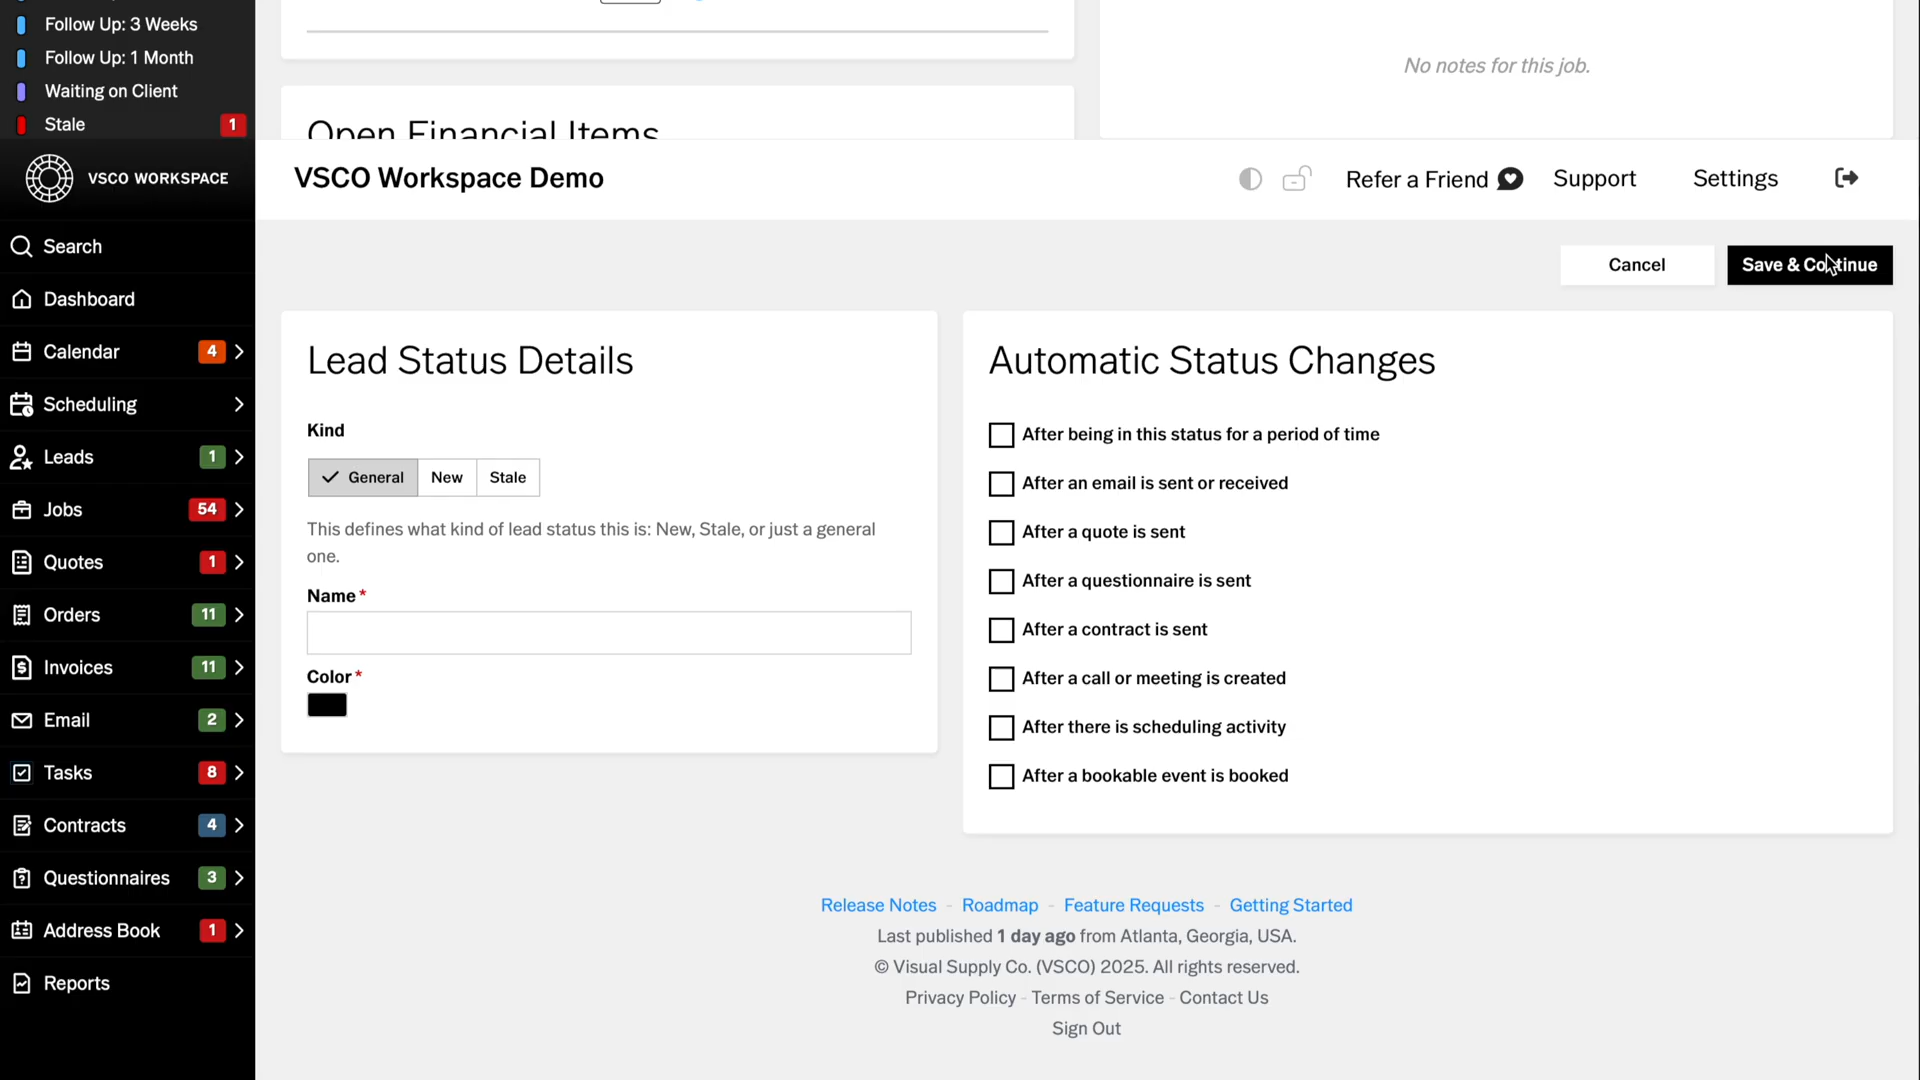 Follow Up: 3 Weeks
Follow Up: 1 Month
Waiting on Client
Stale 1
No notes for this job.
Open Financial Items
VSCO WORKSPACE
VSCO Workspace Demo
Refer a Friend
Support
Settings
Search
Dashboard
Calendar 4
Scheduling
Leads 1
Jobs 54
Quotes 1
Orders 11
Invoices 11
Email 2
Tasks 8
Contracts 4
Questionnaires 3
Address Book 1
Reports
Cancel
Save & Continue
Lead Status Details
Kind
General New Stale
This defines what kind of lead status this is: New, Stale, or just a general
one.
Name *
Color *
Automatic Status Changes
After being in this status for a period of time
After an email is sent or received
After a quote is sent
After a questionnaire is sent
After a contract is sent
After a call or meeting is created
After there is scheduling activity
After a bookable event is booked
Release Notes - Roadmap - Feature Requests - Getting Started
Last published 1 day ago from Atlanta, Georgia, USA.
© Visual Supply Co. (VSCO) 2025. All rights reserved.
Privacy Policy - Terms of Service - Contact Us
Sign Out